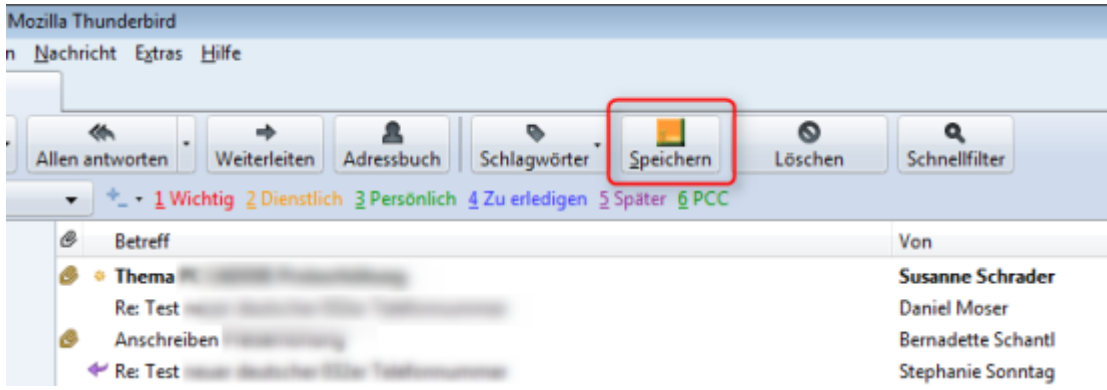 Mozilla Thunderbird
n Nachricht Extras Hilfe
Allen antworten Weiterleiten Adressbuch Schlagwörter Speichern Löschen Schnellfilter
1 Wichtig 2 Dienstlich 3 Persönlich 4 Zu erledigen 5 Später 6 PCC
Betreff Von
Thema Susanne Schrader
Re: Test Daniel Moser
Anschreiben Bernadette Schantl
Re: Test Stephanie Sonntag